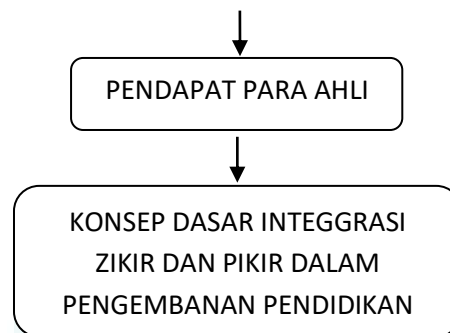 PENDAPAT PARA AHLI
KONSEP DASAR INTEGGRASI
ZIKIR DAN PIKIR DALAM
PENGEMBANAN PENDIDIKAN